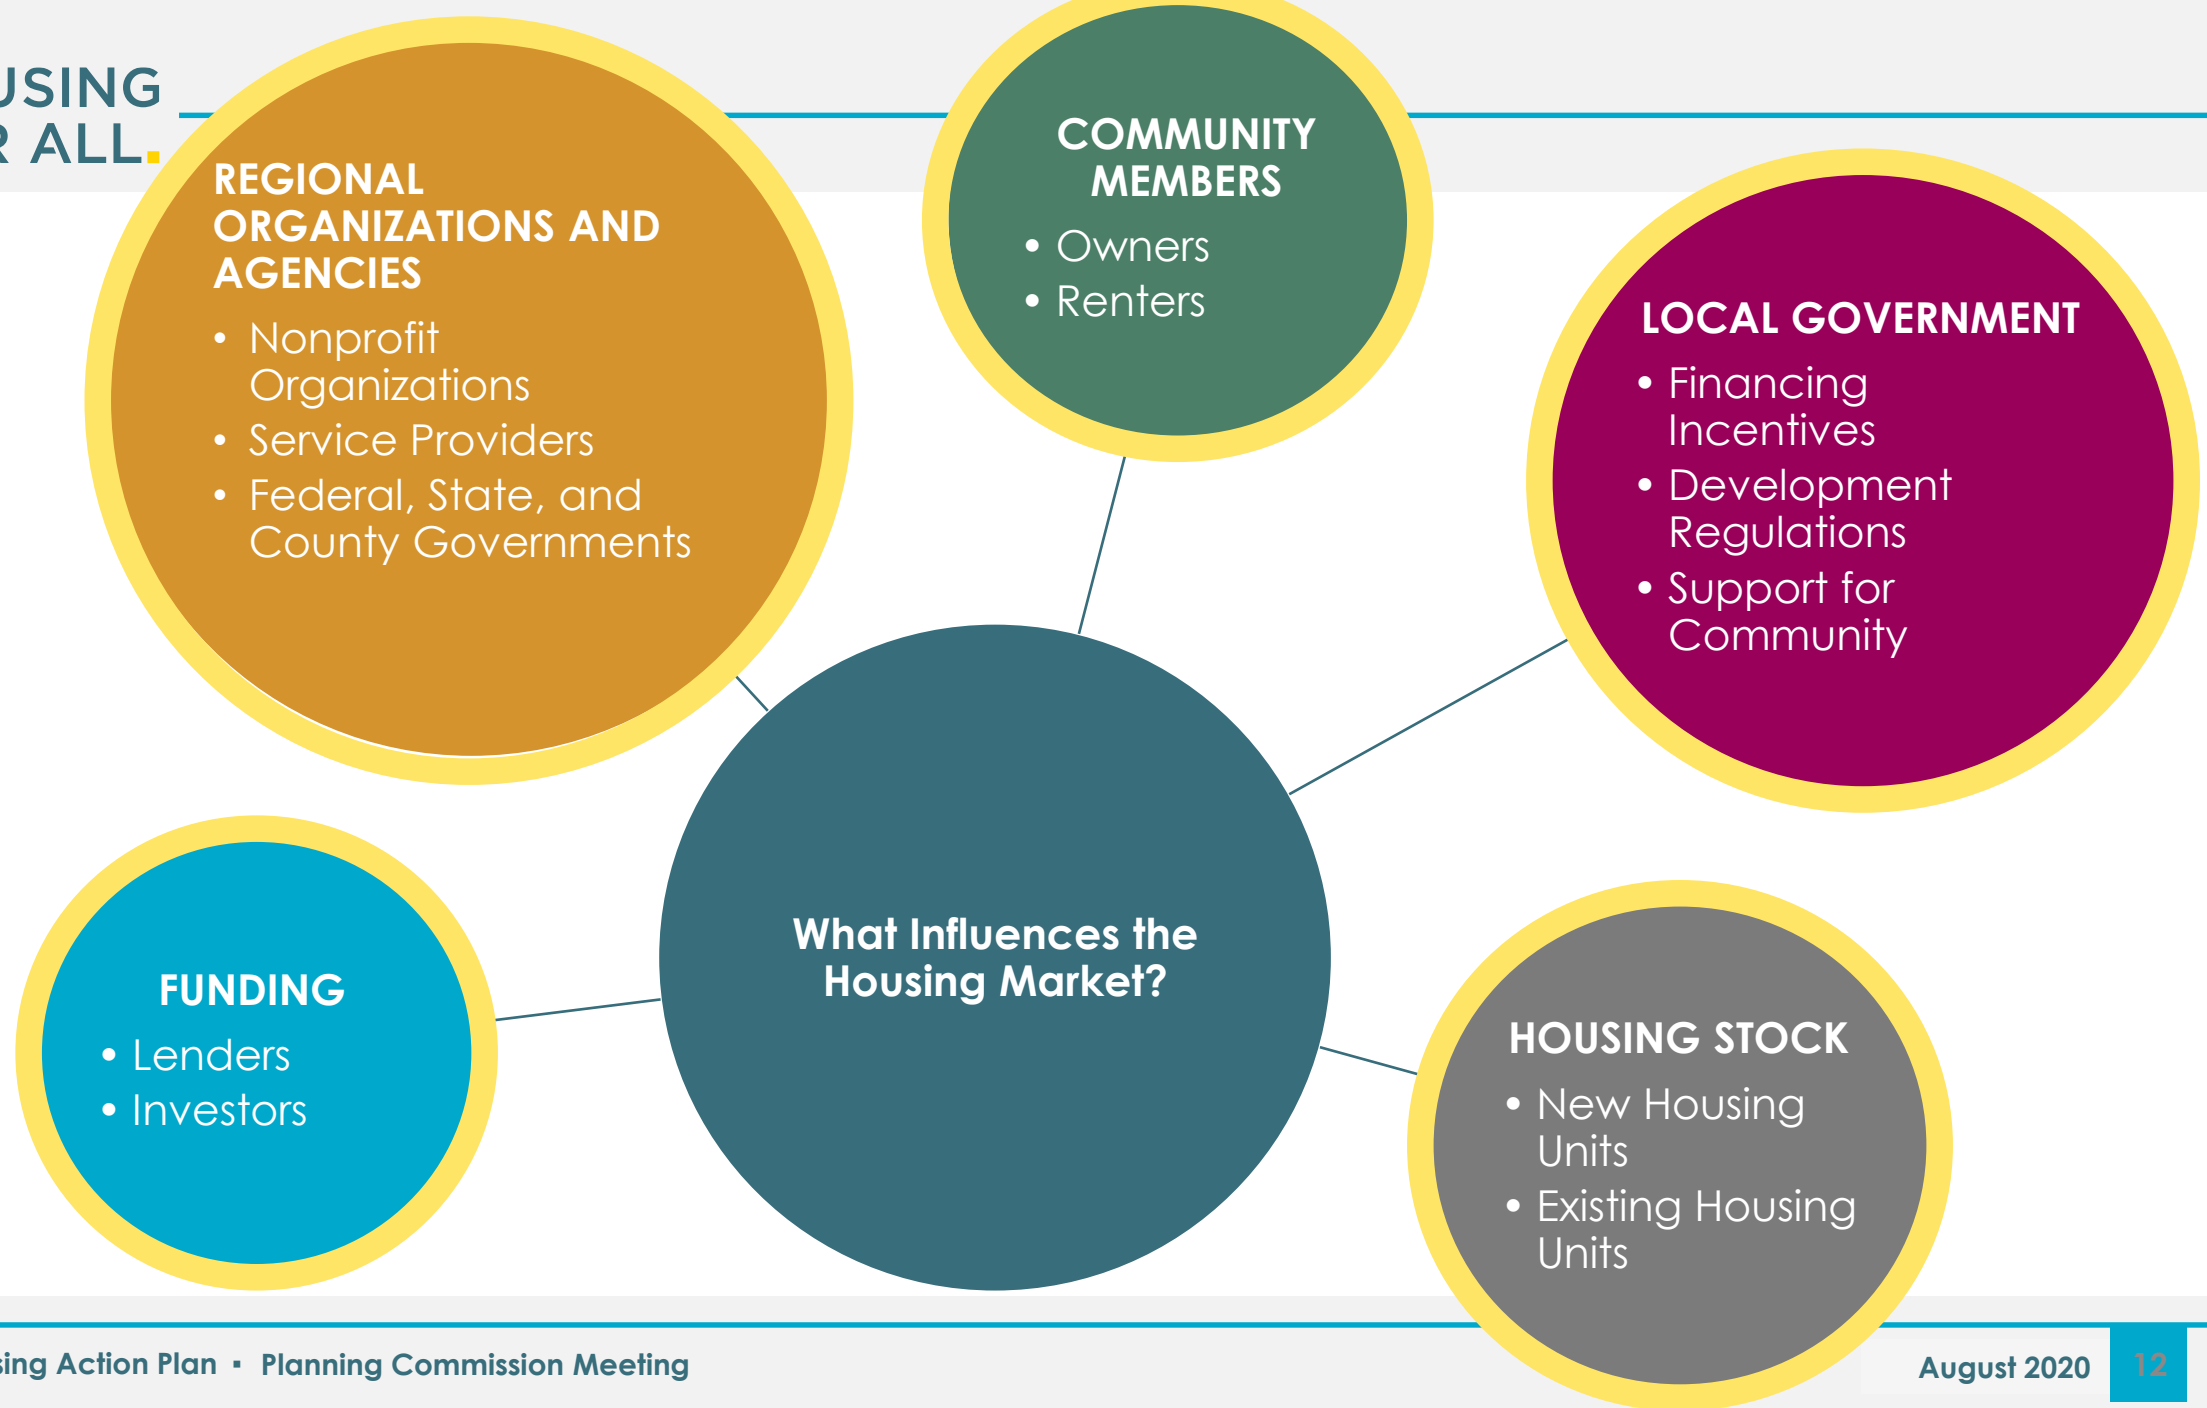 USING
R ALL.
REGIONAL
ORGANIZATIONS AND
AGENCIES
• Nonprofit
Organizations
• Service Providers
• Federal, State, and
County Governments
COMMUNITY
MEMBERS
• Owners
• Renters
LOCAL GOVERNMENT
• Financing
Incentives
• Development
Regulations
• Support for
Community
What Influences the
Housing Market?
FUNDING
• Lenders
• Investors
HOUSING STOCK
• New Housing
Units
• Existing Housing
Units
sing Action Plan ▪ Planning Commission Meeting
August 2020
12